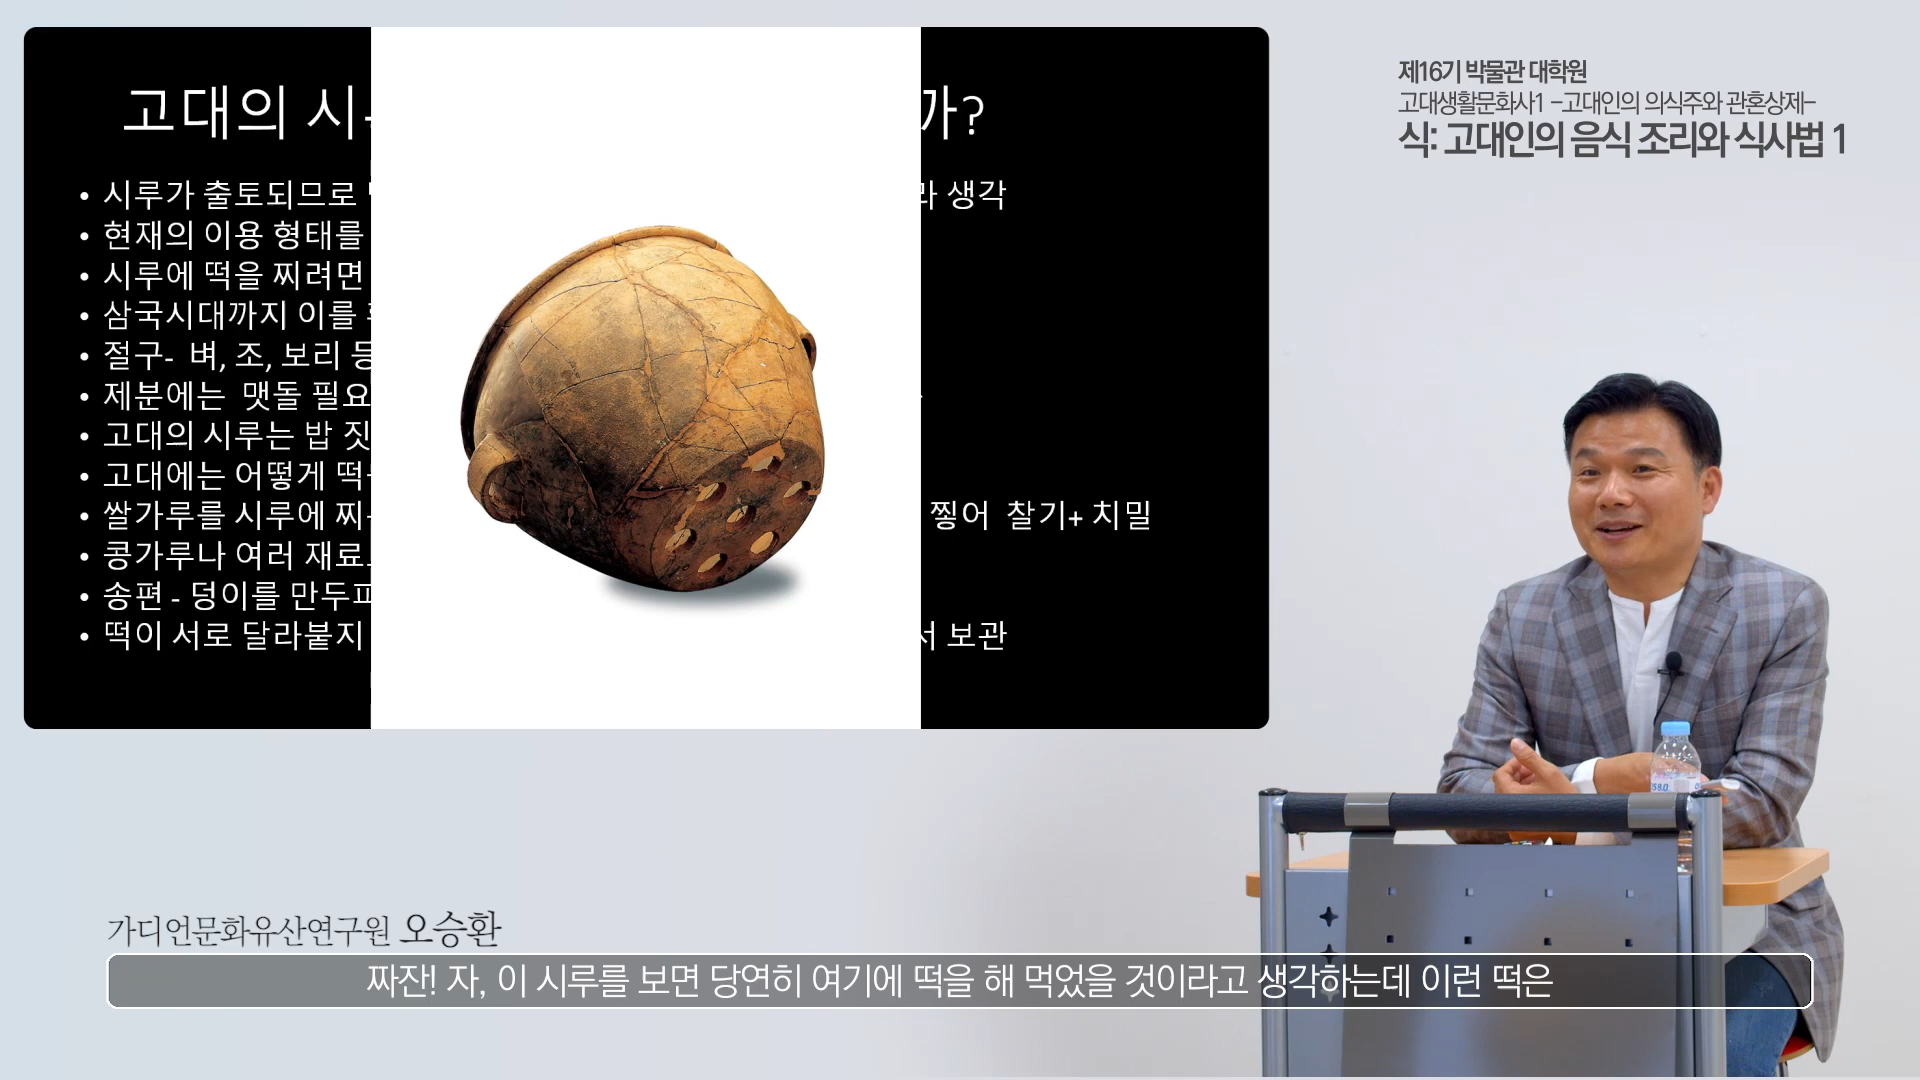 제16기 박물관 대학원
고대생활문화사1 -고대인의 의식주와 관혼상제-
식: 고대인의 음식 조리와 식사법 1
고대의 시 까?
• 시루가 출토되므로 생각
• 현재의 이용 형태를
• 시루에 떡을 찌려면
• 삼국시대까지 이를
• 절구- 벼, 조, 보리 등
• 제분에는 맷돌 필요
• 고대의 시루는 밥 짓
• 고대에는 어떻게
• 쌀가루를 시루에 찧어 찰기+ 치밀
• 콩가루나 여러 재료
• 송편 - 덩이를 만두피
• 떡이 서로 달라붙지 보관
가디언문화유산연구원 오승환
짜잔! 자, 이 시루를 보면 당연히 여기에 떡을 해 먹었을 것이라고 생각하는데 이런 떡은